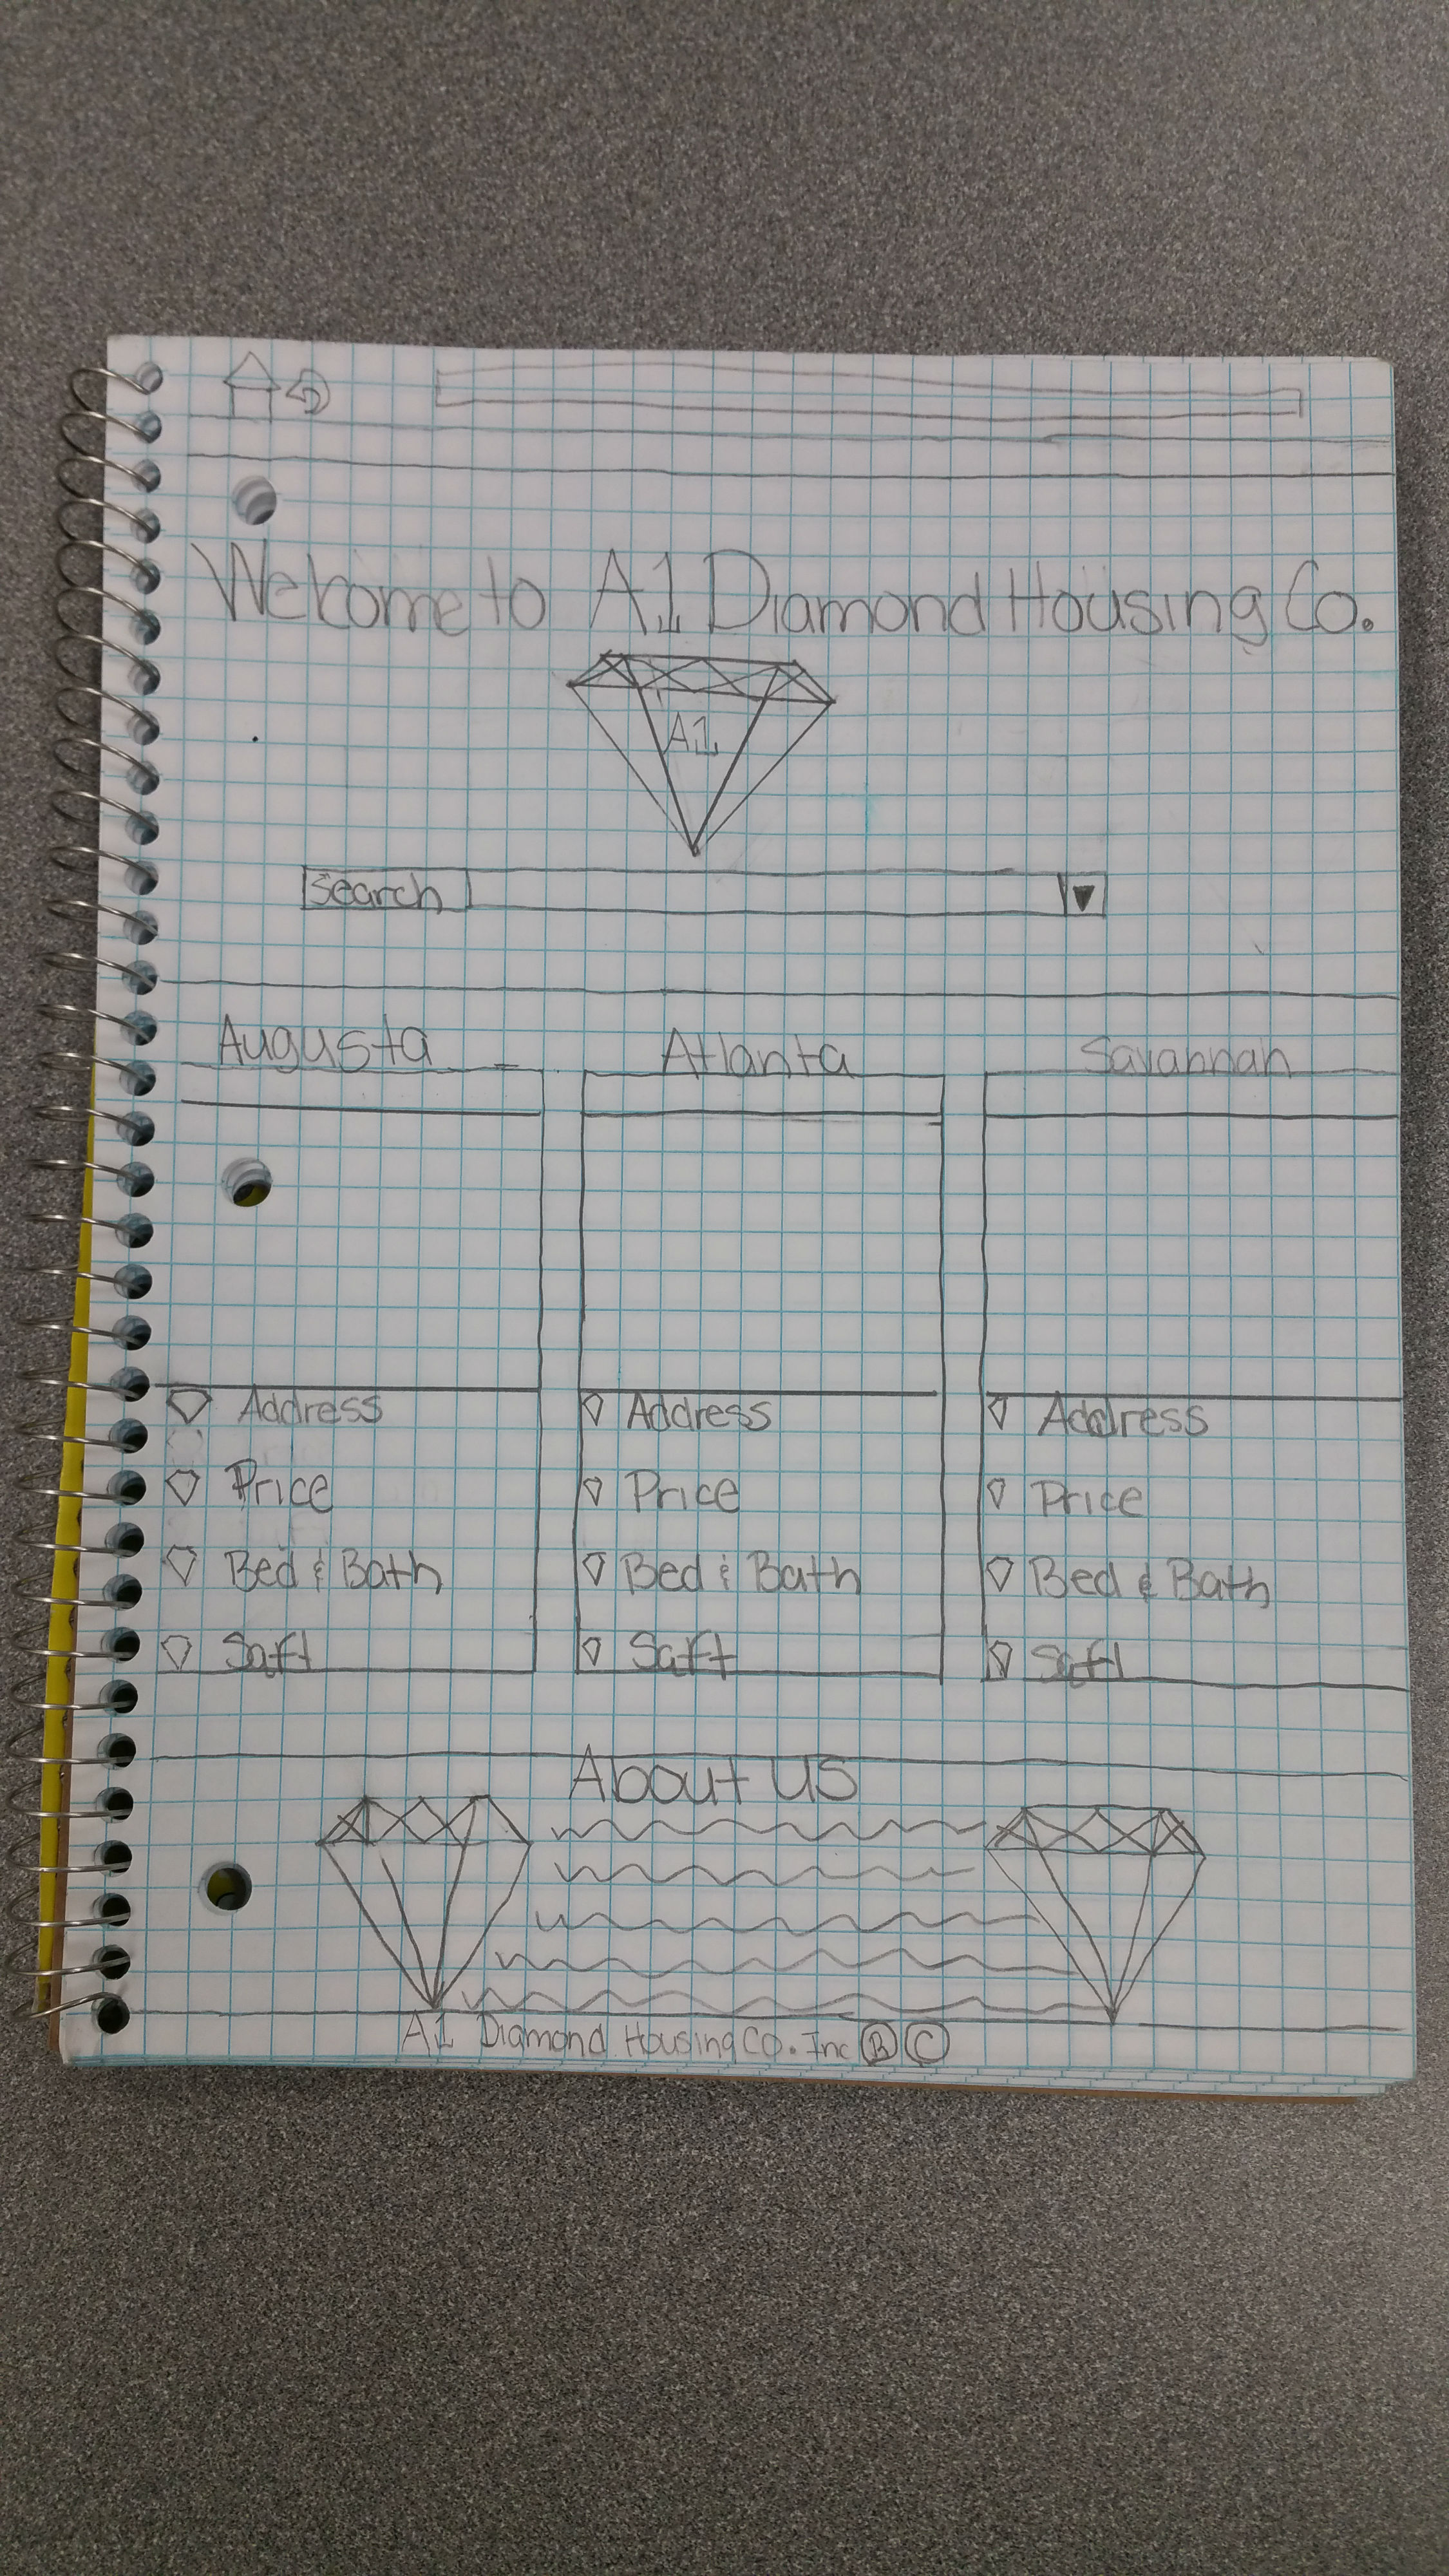 Welcome to A1 Diamond Housing Co.
A1
Search
Augusta Atlanta Savannah
Address Address Address
Price Price Price
Bed & Bath Bed & Bath Bed & Bath
Sqft Sqft Sqft
About us
A1 Diamond Housing Co. Inc ® ©